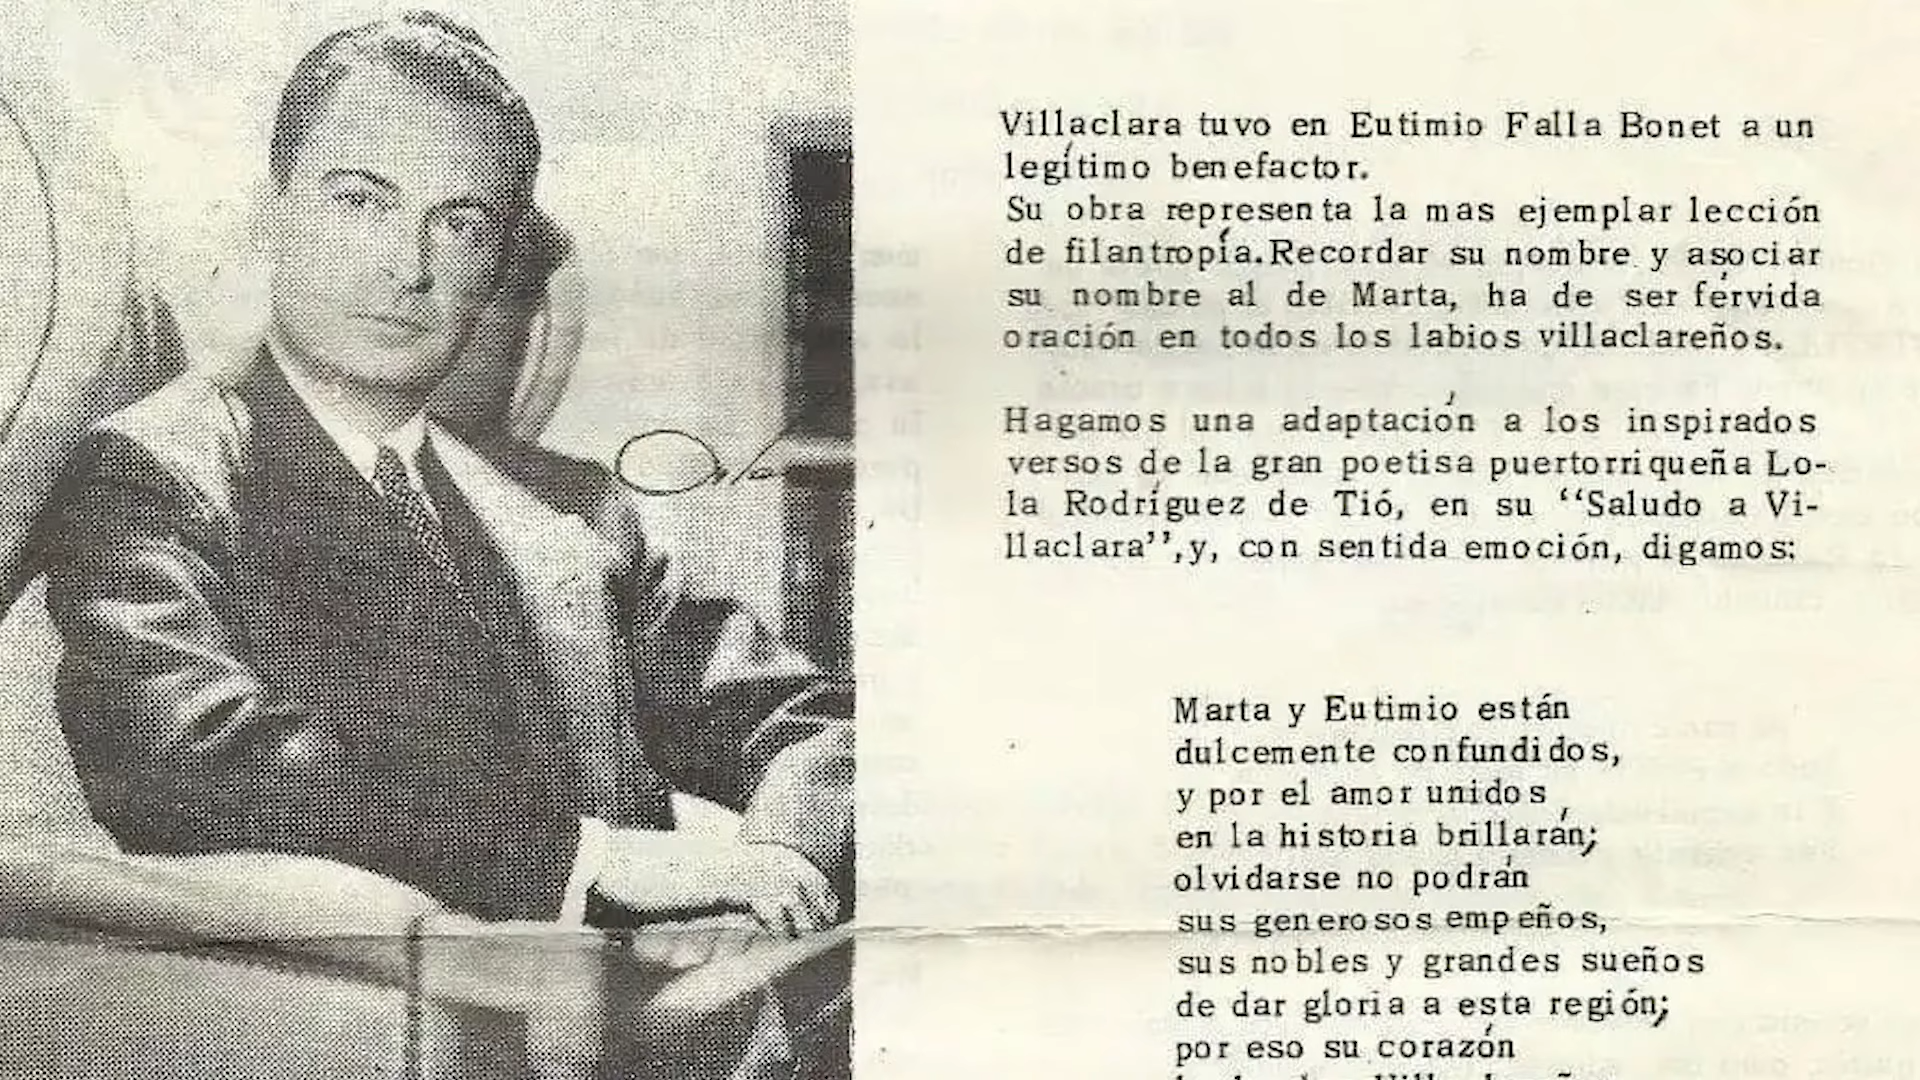 Villaclara tuvo en Eutimio Falla Bonet a un
legítimo benefactor.
Su obra representa la mas ejemplar lección
de filantropía. Recordar su nombre y asociar
su nombre al de Marta, ha de ser férvida
oración en todos los labios villaclareños.
Hagamos una adaptación a los inspirados
versos de la gran poetisa puertorriqueña Lo-
la Rodríguez de Tió, en su “Saludo a Vi-
llaclara”,y, con sentida emoción, digamos:
Marta y Eutimio están
dulcemente confundidos,
y por el amor unidos
en la historia brillarán;
olvidarse no podrán
sus generosos empeños,
sus nobles y grandes sueños
de dar gloria a esta región;
por eso su corazón